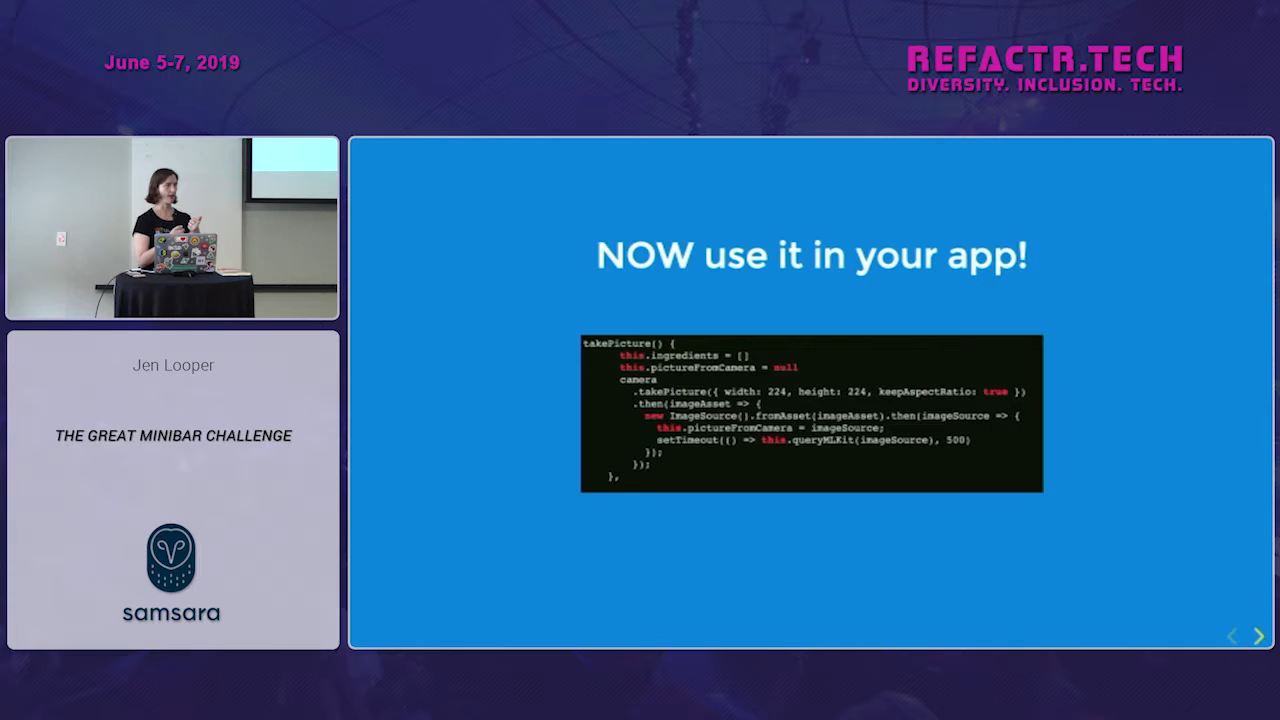 June 5-7, 2019
REFACTR.TECH
DIVERSITY. INCLUSION. TECH.
Jen Looper
THE GREAT MINIBAR CHALLENGE
samsara
NOW use it in your app!
takePicture() {
this.ingredients = []
this.pictureFromCamera = null
camera
.takePicture({ width: 224, height: 224, keepAspectRatio: true })
.then(imageAsset => {
new ImageSource().fromAsset(imageAsset).then(imageSource => {
this.pictureFromCamera = imageSource;
setTimeout(() => this.queryMLKit(imageSource), 500)
});
});
},